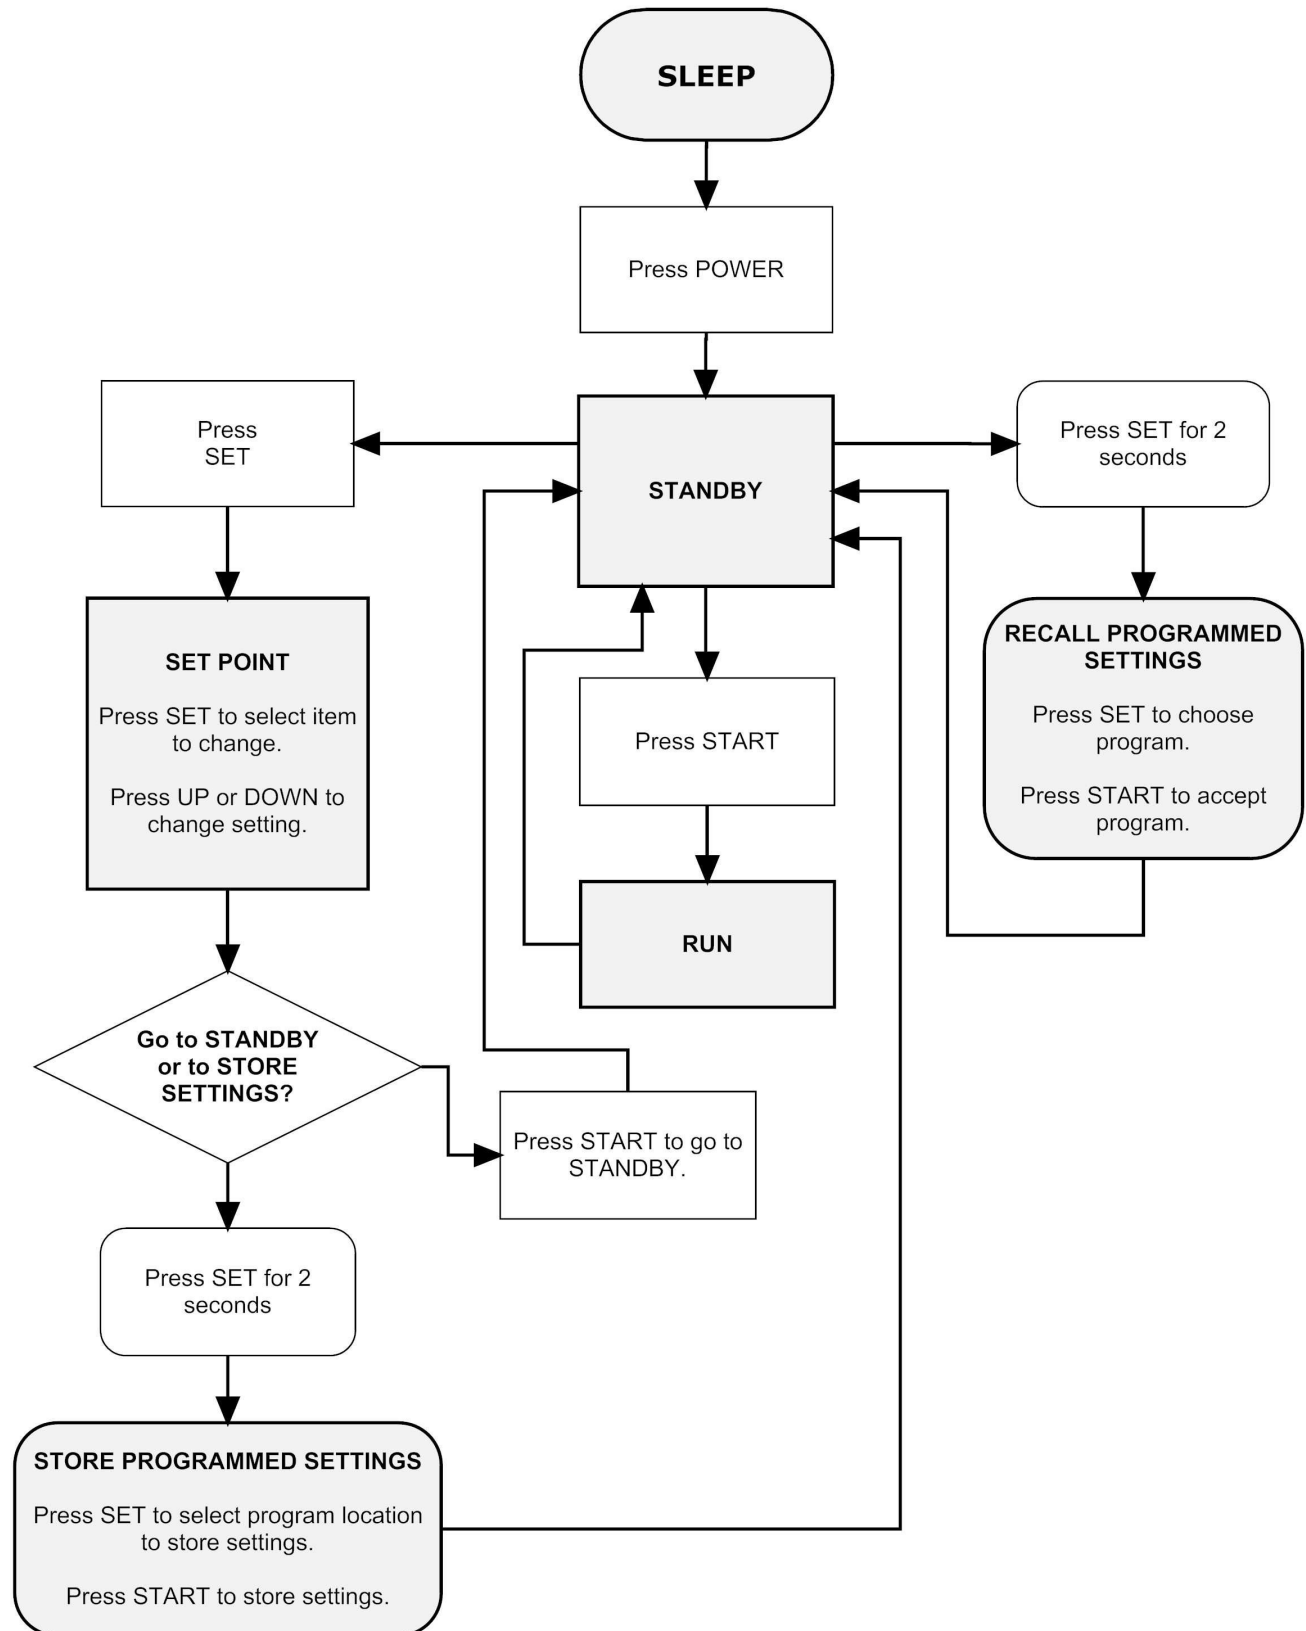 SLEEP
Press POWER
Press
SET
STANDBY
Press SET for 2
seconds
SET POINT
Press SET to select item
to change.
Press UP or DOWN to
change setting.
Press START
RECALL PROGRAMMED
SETTINGS
Press SET to choose
program.
Press START to accept
program.
RUN
Go to STANDBY
or to STORE
SETTINGS?
Press START to go to
STANDBY.
Press SET for 2
seconds
STORE PROGRAMMED SETTINGS
Press SET to select program location
to store settings.
Press START to store settings.